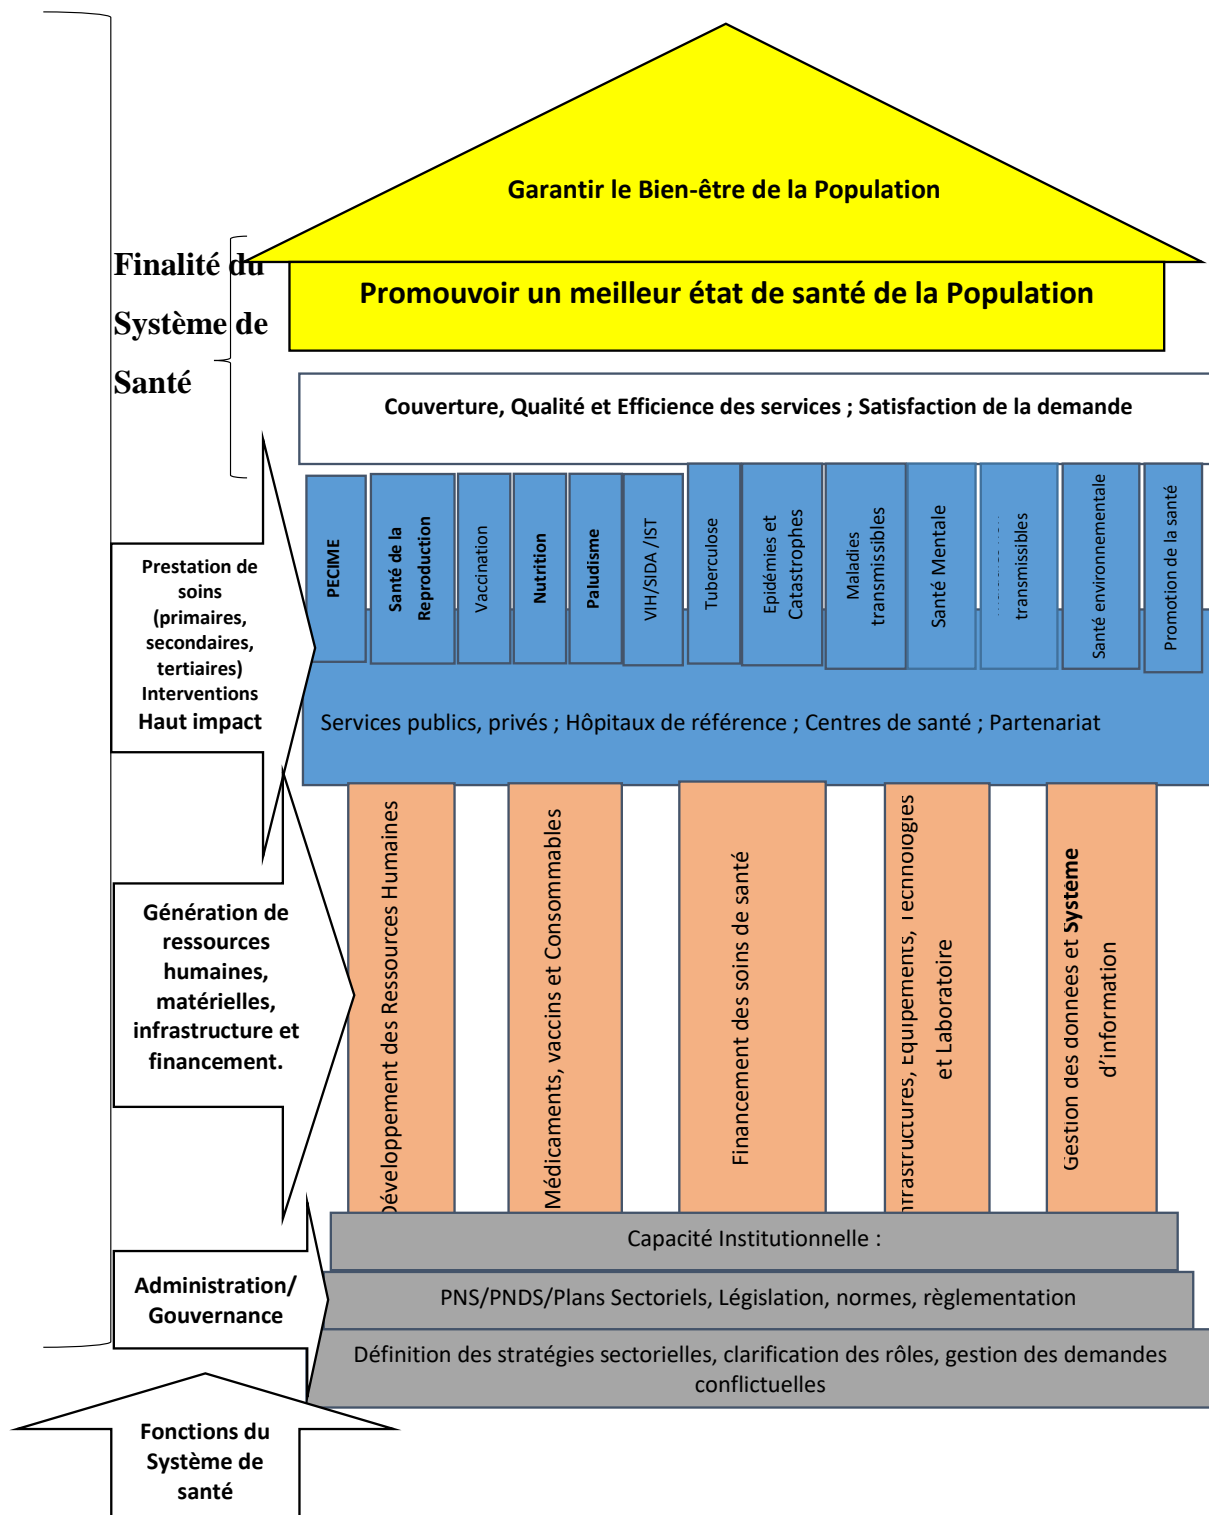 Garantir le Bien-être de la Population
Promouvoir un meilleur état de santé de la Population
Finalité du
Système de
Santé
Couverture, Qualité et Efficience des services ; Satisfaction de la demande
Prestation de
soins
(primaires,
secondaires,
tertiaires)
Interventions
Haut impact
PECIME
Santé de la
Reproduction
Vaccination
Nutrition
Paludisme
VIH/SIDA /IST
Tuberculose
Epidémies et
Catastrophes
Maladies
transmissibles
Santé Mentale
transmissibles
Santé environnementale
Promotion de la santé
Services publics, privés ; Hôpitaux de référence ; Centres de santé ; Partenariat
Génération de
ressources
humaines,
matérielles,
infrastructure et
financement.
Développement des Ressources Humaines
Médicaments, vaccins et Consommables
Financement des soins de santé
Infrastructures, Equipements, Technologies
et Laboratoire
Gestion des données et Système
d’information
Administration/
Gouvernance
Capacité Institutionnelle :
PNS/PNDS/Plans Sectoriels, Législation, normes, règlementation
Définition des stratégies sectorielles, clarification des rôles, gestion des demandes
conflictuelles
Fonctions du
Système de
santé